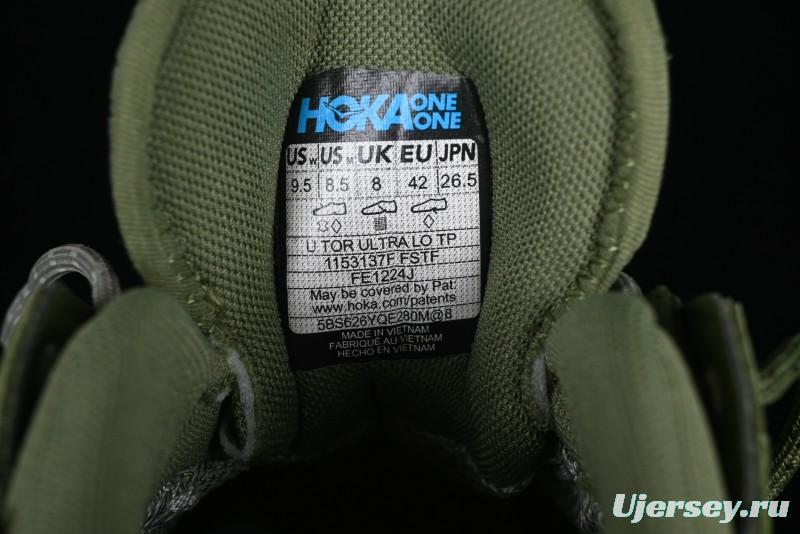 HOKA ONE ONE
US W US M UK EU JPN
9.5 8.5 8 42 26.5
U TOR ULTRA LO TP
1153137F FSTF
FE1224J
May be covered by Pat.
www.hoka.com/patents
5BS626YQE280M@8
MADE IN VIETNAM
FABRIQUÉ AU VIETNAM
HECHO EN VIETNAM
Ujersey.ru